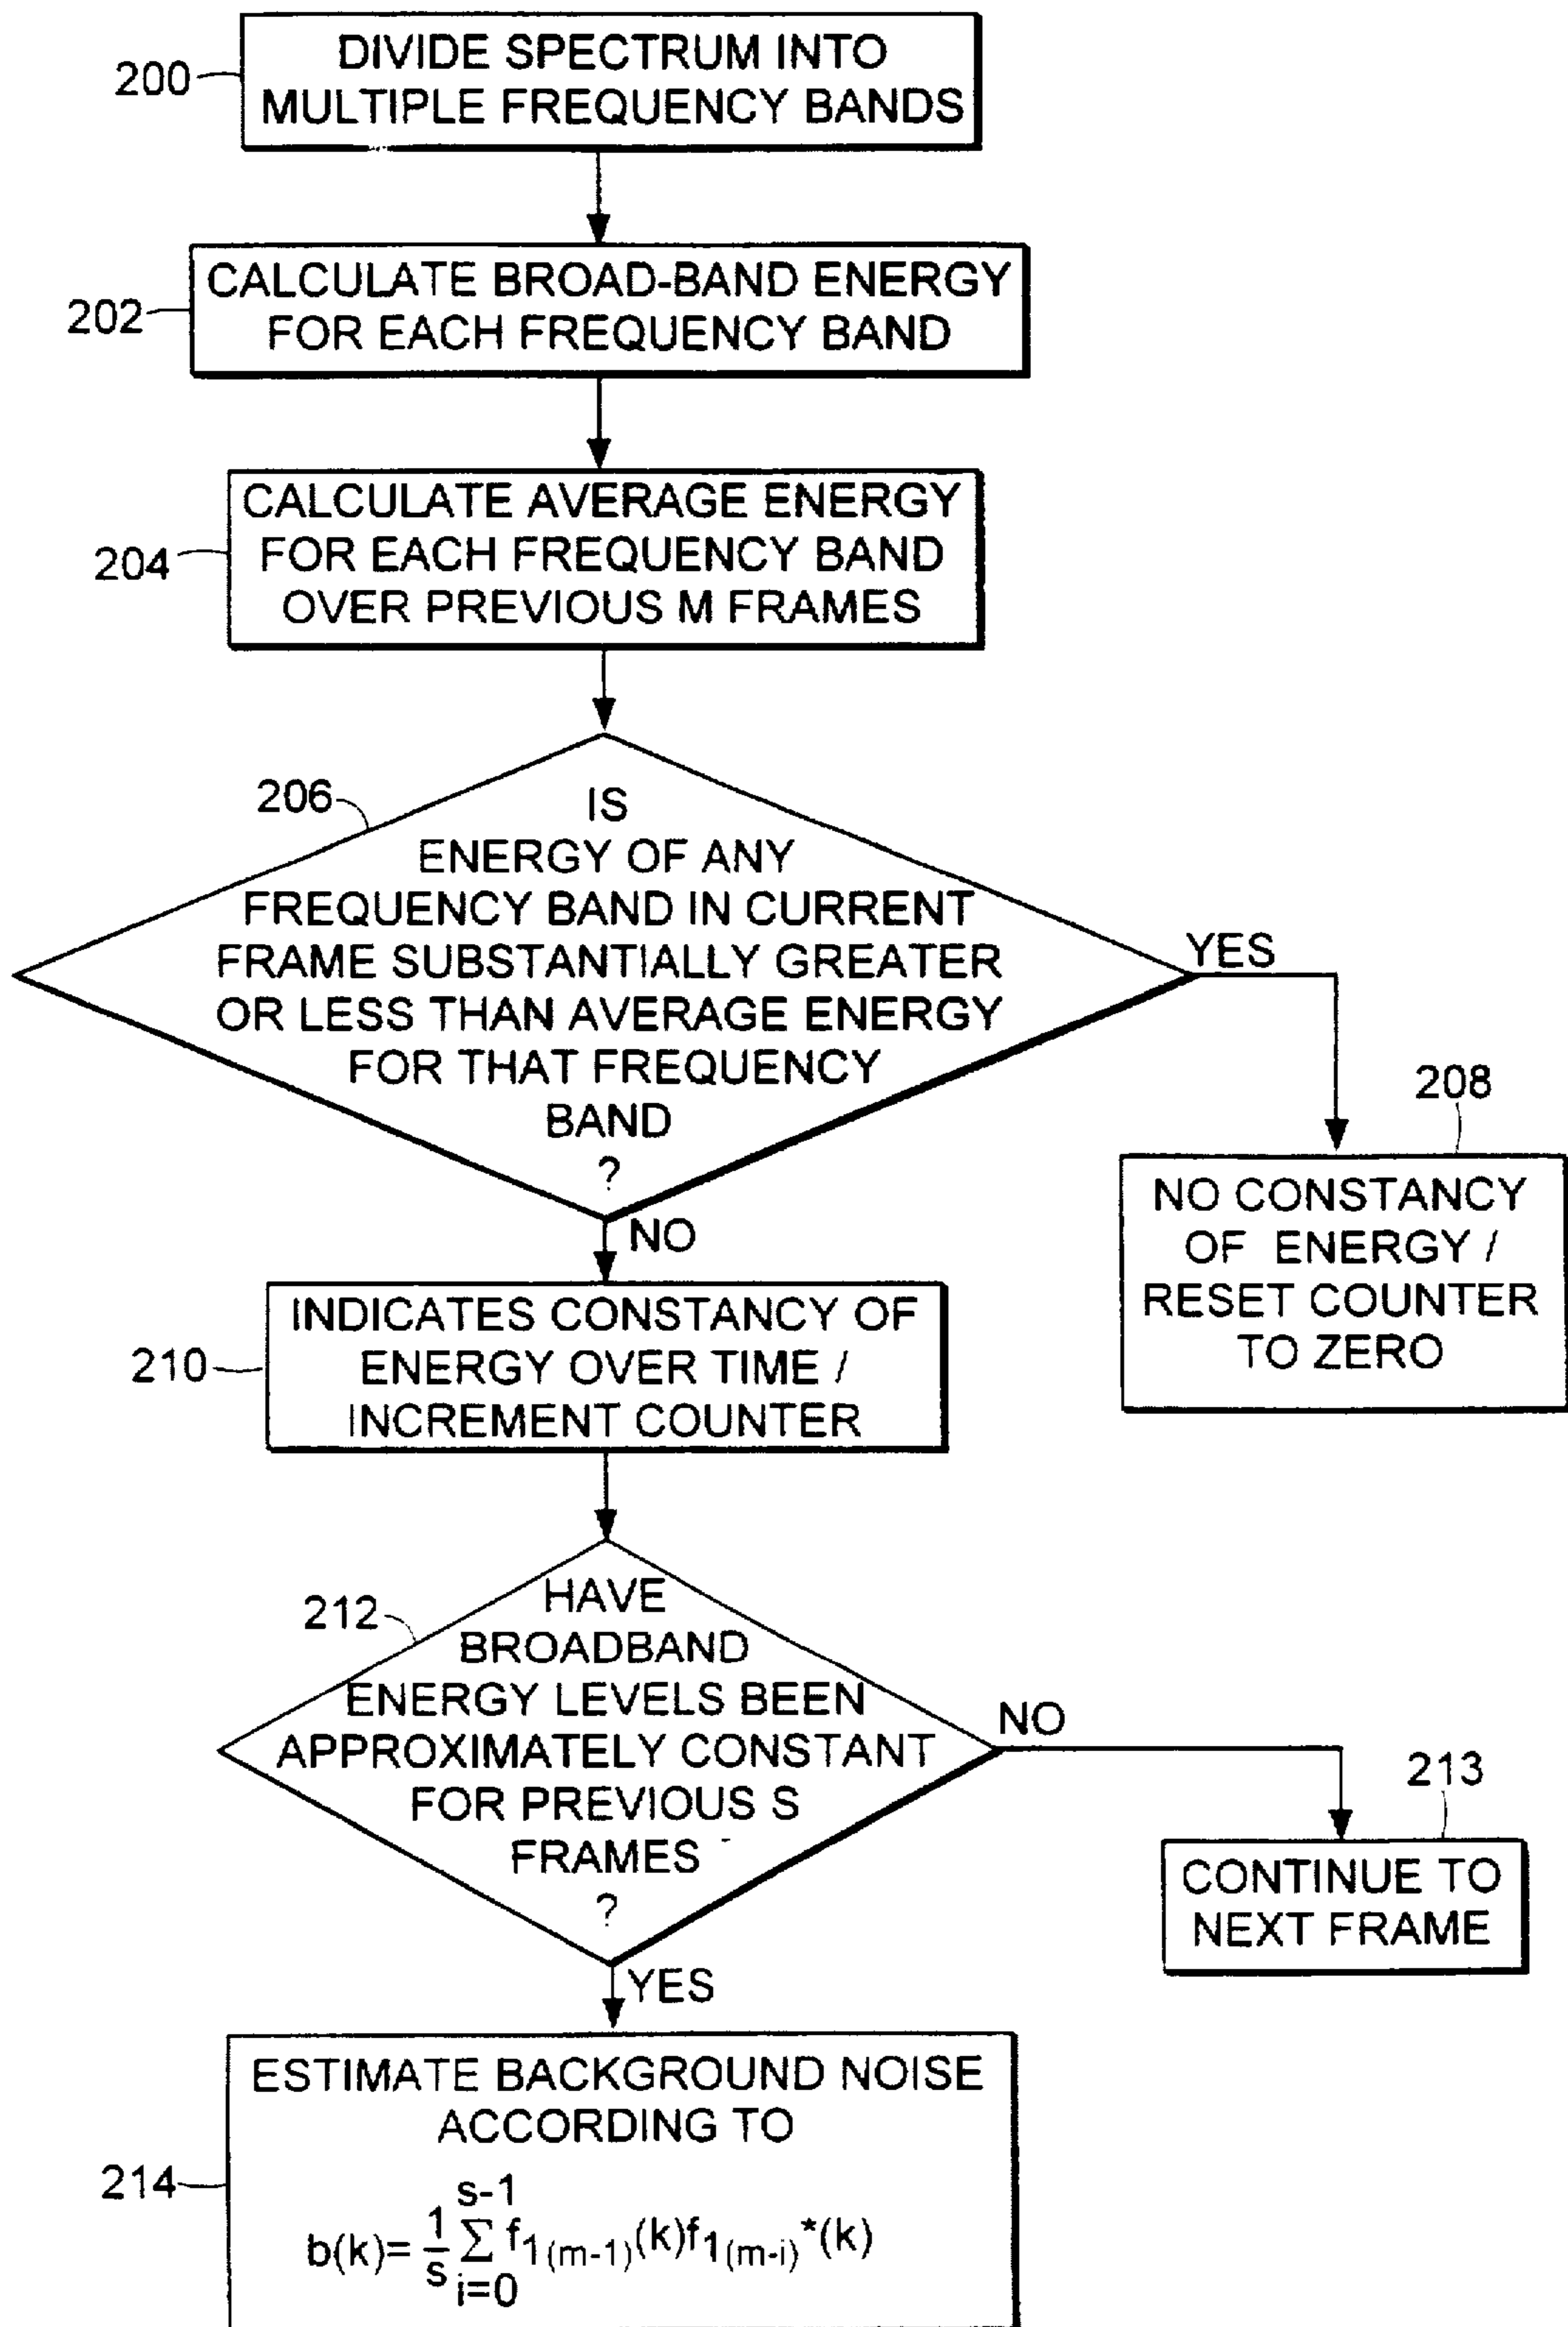 200
DIVIDE SPECTRUM INTO
MULTIPLE FREQUENCY BANDS
202
CALCULATE BROAD-BAND ENERGY
FOR EACH FREQUENCY BAND
204
CALCULATE AVERAGE ENERGY
FOR EACH FREQUENCY BAND
OVER PREVIOUS M FRAMES
206
IS
ENERGY OF ANY
FREQUENCY BAND IN CURRENT
FRAME SUBSTANTIALLY GREATER
OR LESS THAN AVERAGE ENERGY
FOR THAT FREQUENCY
BAND
?
YES
208
NO CONSTANCY
OF ENERGY /
RESET COUNTER
TO ZERO
NO
210
INDICATES CONSTANCY OF
ENERGY OVER TIME /
INCREMENT COUNTER
212
HAVE
BROADBAND
ENERGY LEVELS BEEN
APPROXIMATELY CONSTANT
FOR PREVIOUS S
FRAMES
?
NO
213
CONTINUE TO
NEXT FRAME
YES
214
ESTIMATE BACKGROUND NOISE
ACCORDING TO
b(k)= 1/s s-1 Σ i=0 f1(m-1)(k)f1(m-i)*(k)